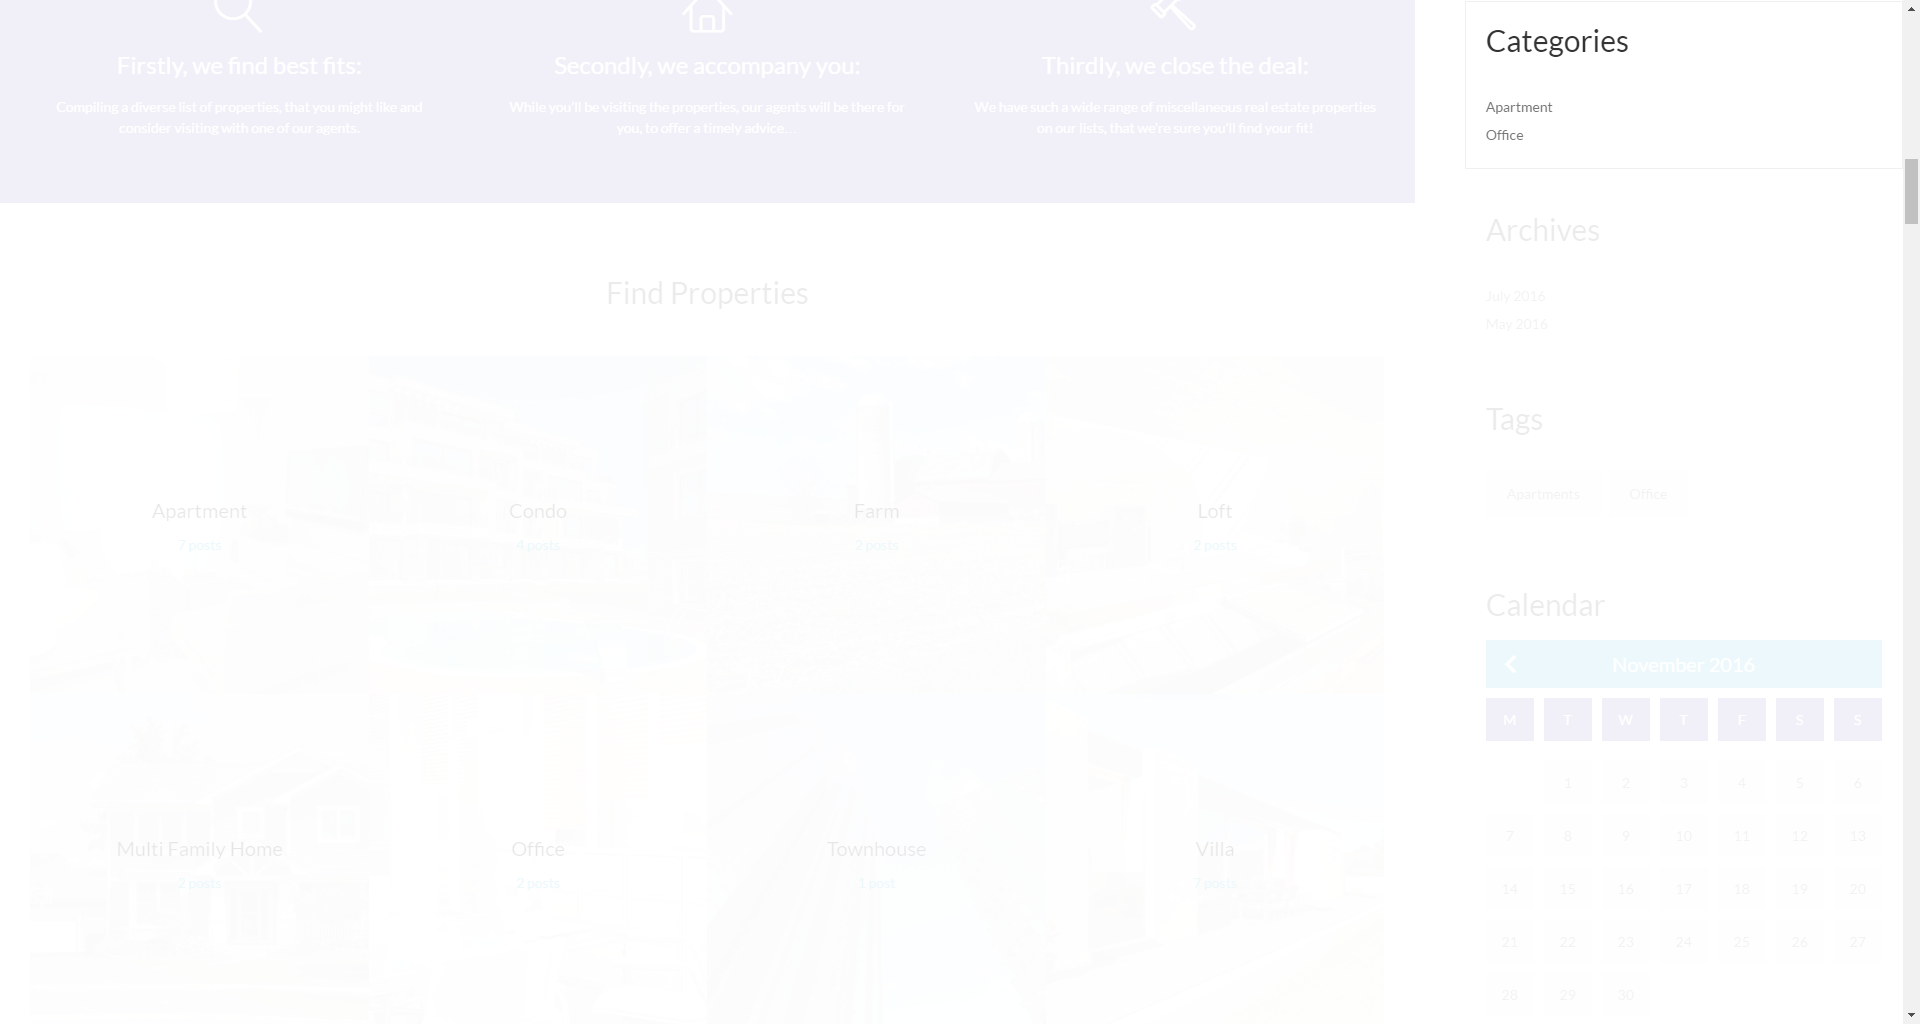 Firstly, we find best fits:
Compiling a diverse list of properties, that you might like and
consider visiting with one of our agents.
Secondly, we accompany you:
While you'll be visiting the properties, our agents will be there for
you, to offer a timely advice...
Thirdly, we close the deal:
We have such a wide range of miscellaneous real estate properties
on our lists, that we're sure you'll find your fit!
Find Properties
Apartment
7 posts
Condo
4 posts
Farm
2 posts
Loft
2 posts
Multi Family Home
2 posts
Office
2 posts
Townhouse
1 post
Villa
7 posts
Categories
Apartment
Office
Archives
July 2016
May 2016
Tags
Apartments Office
Calendar
November 2016
M T W T F S S
1 2 3 4 5 6
7 8 9 10 11 12 13
14 15 16 17 18 19 20
21 22 23 24 25 26 27
28 29 30